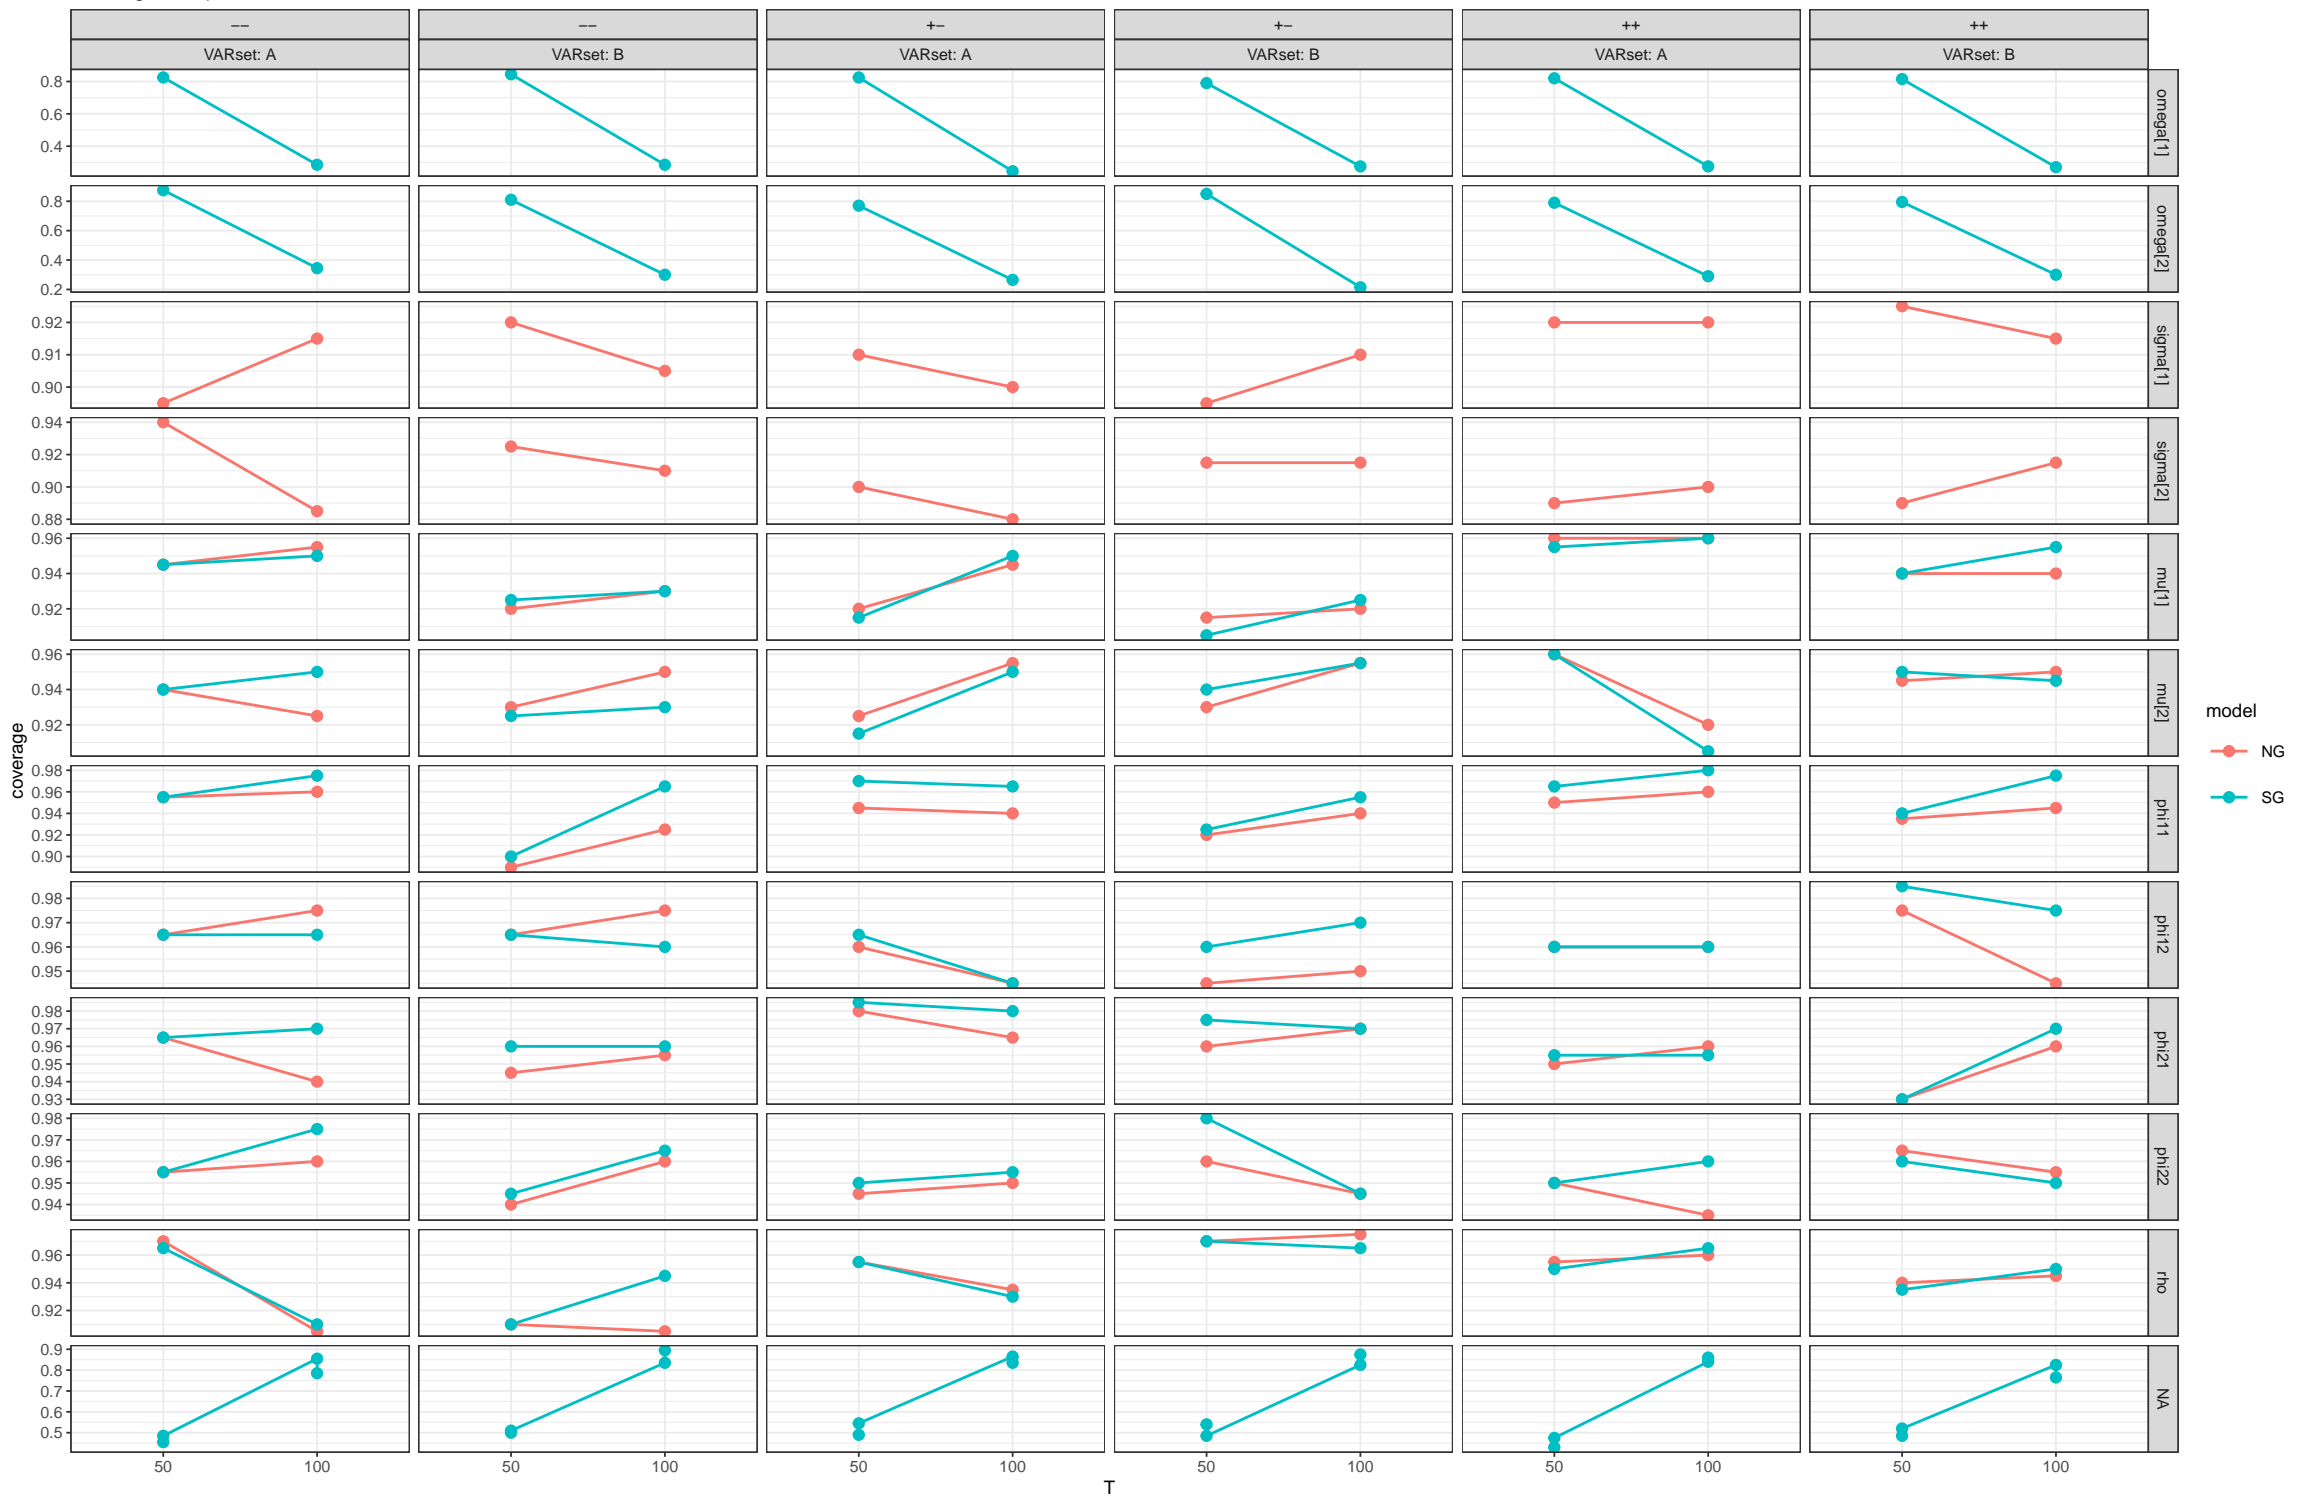 −− −− +− +− ++ ++
VARset: A VARset: B VARset: A VARset: B VARset: A VARset: B
0.8
0.6
0.4
omega[1]
0.8
0.6
0.4
0.2
omega[2]
0.92
0.91
0.90
sigma[1]
0.94
0.92
0.90
0.88
sigma[2]
0.96
0.94
0.92
mu[1]
0.96
0.94
0.92
mu[2]
0.98
0.96
0.94
0.92
0.90
phi11
0.98
0.97
0.96
0.95
phi12
0.98
0.97
0.96
0.95
0.94
0.93
phi21
0.98
0.97
0.96
0.95
0.94
phi22
0.96
0.94
0.92
rho
0.9
0.8
0.7
0.6
0.5
NA
50 100 50 100 50 100 50 100 50 100 50 100
T
coverage
model
NG
SG